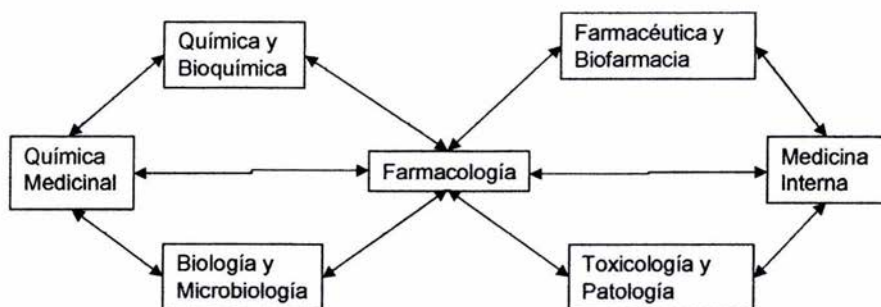 Química y
Bioquímica
Farmacéutica y
Biofarmacia
Química
Medicinal
Farmacología
Medicina
Interna
Biología y
Microbiología
Toxicología y
Patología